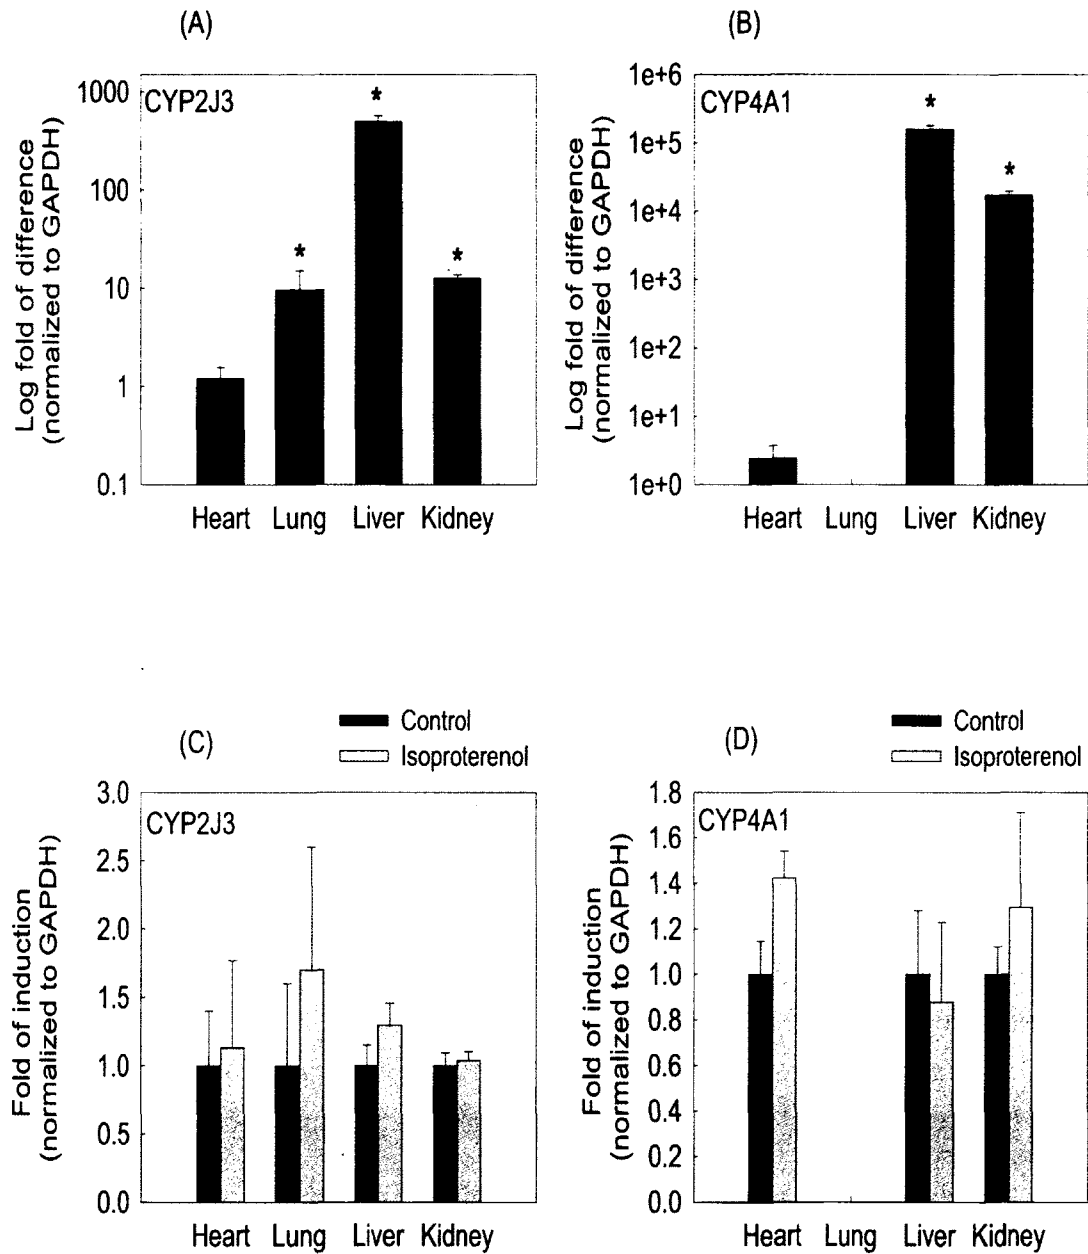 (A)
(B)
Log fold of difference
(normalized to GAPDH)
1000
100
10
1
0.1
CYP2J3
*
*
*
Heart Lung Liver Kidney
Log fold of difference
(normalized to GAPDH)
1e+6
1e+5
1e+4
1e+3
1e+2
1e+1
1e+0
CYP4A1
*
*
Heart Lung Liver Kidney
(C)
Control
Isoproterenol
(D)
Control
Isoproterenol
Fold of induction
(normalized to GAPDH)
3.0
2.5
2.0
1.5
1.0
0.5
0.0
CYP2J3
Heart Lung Liver Kidney
Fold of induction
(normalized to GAPDH)
1.8
1.6
1.4
1.2
1.0
0.8
0.6
0.4
0.2
0.0
CYP4A1
Heart Lung Liver Kidney